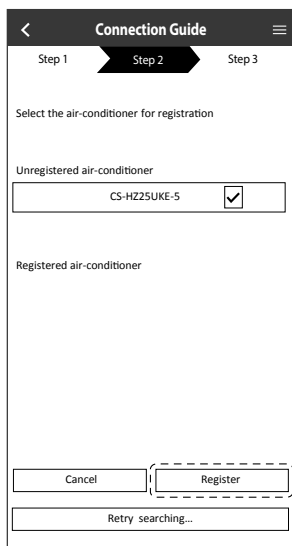 Connection Guide
Step 1 Step 2 Step 3
Select the air-conditioner for registration
Unregistered air-conditioner
CS-HZ25UKE-5
Registered air-conditioner
Cancel Register
Retry searching...